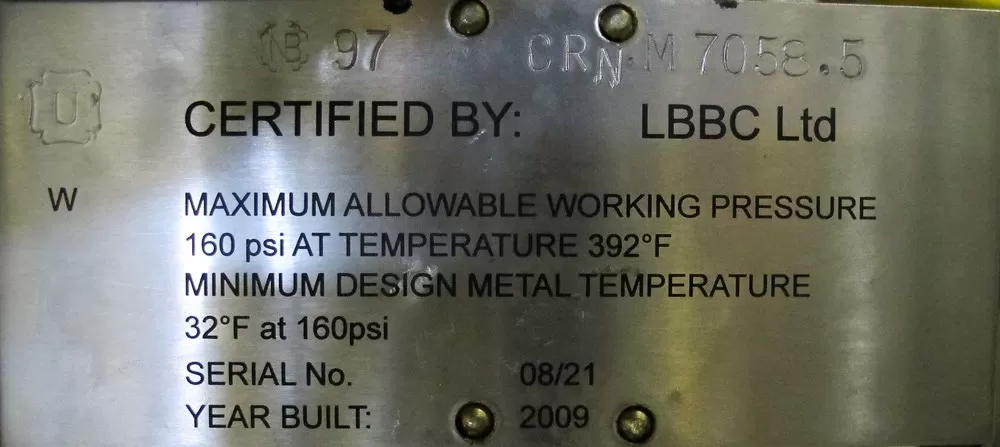 NB 97 CRN M 7058.5
U
CERTIFIED BY: LBBC Ltd
W
MAXIMUM ALLOWABLE WORKING PRESSURE
160 psi AT TEMPERATURE 392°F
MINIMUM DESIGN METAL TEMPERATURE
32°F at 160psi
SERIAL No. 08/21
YEAR BUILT: 2009